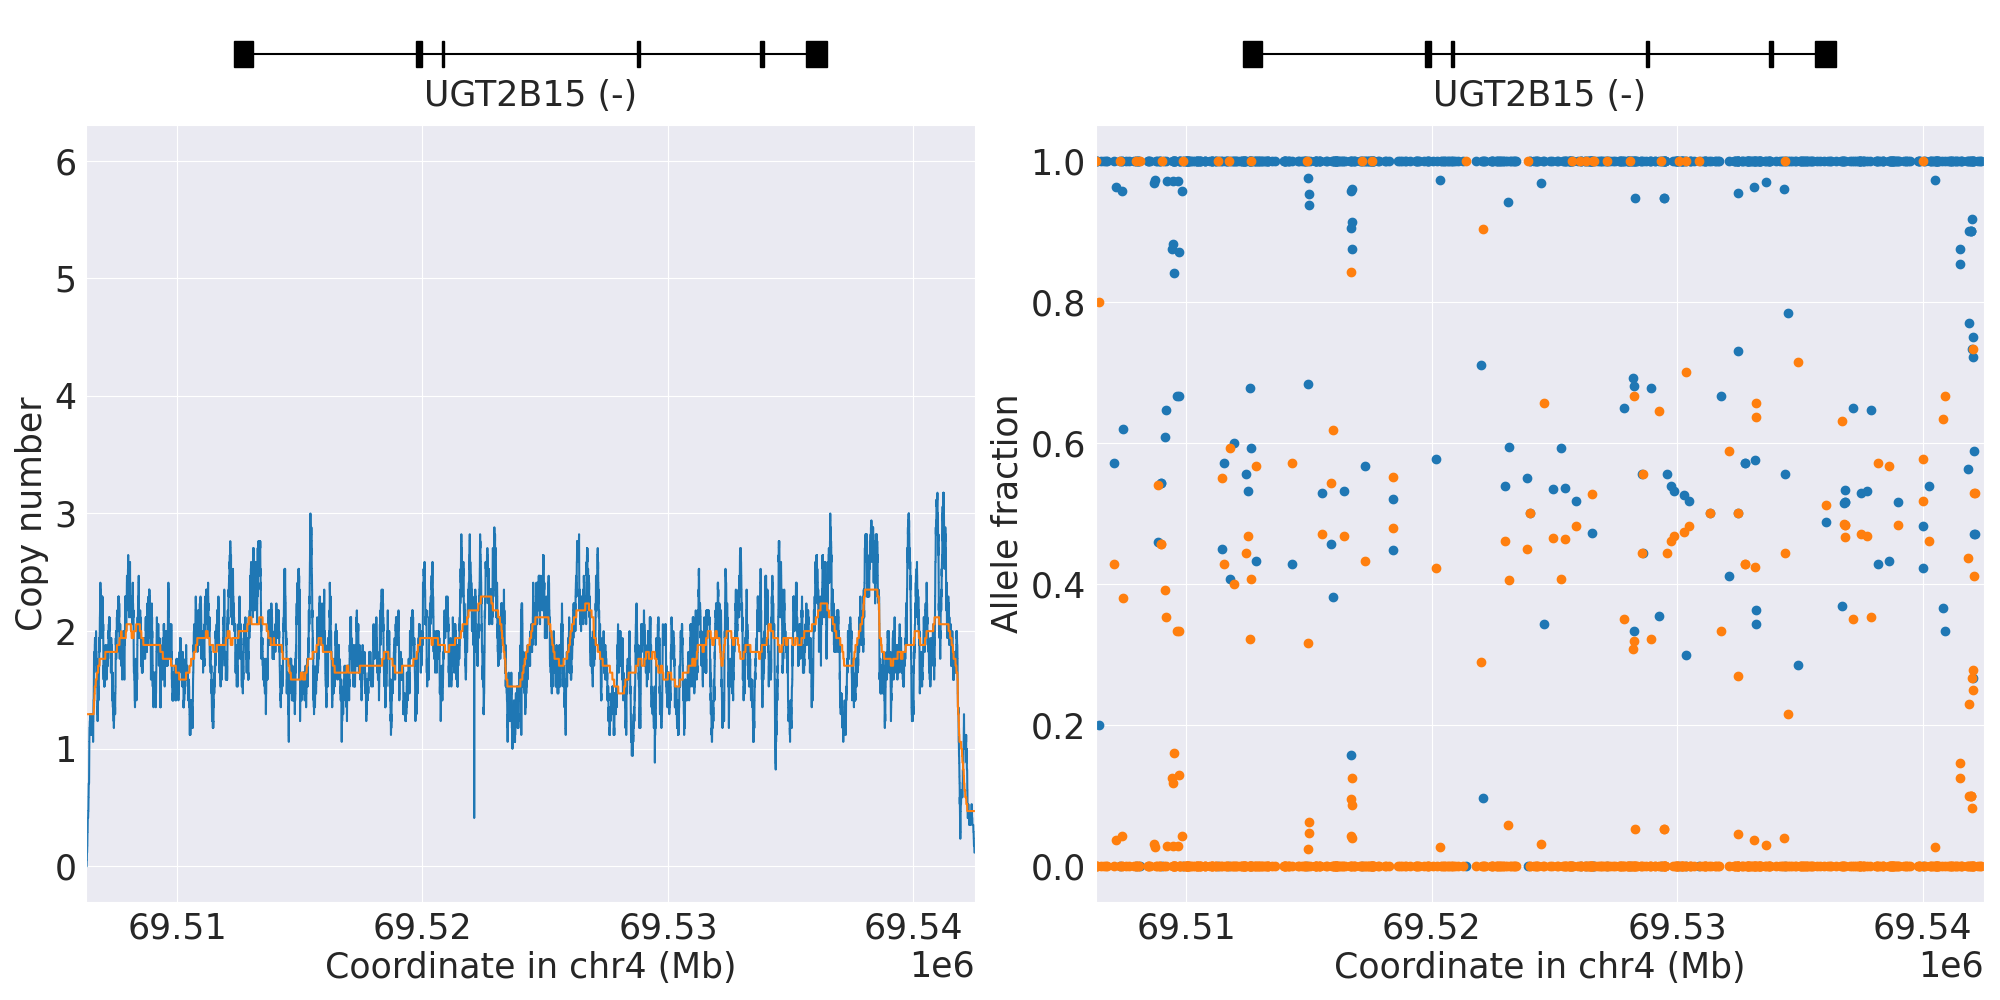 UGT2B15 (-)
6
5
4
3
2
1
0
Copy number
69.51 69.52 69.53 69.54
Coordinate in chr4 (Mb)
1e6
UGT2B15 (-)
1.0
0.8
0.6
0.4
0.2
0.0
Allele fraction
69.51 69.52 69.53 69.54
Coordinate in chr4 (Mb)
1e6